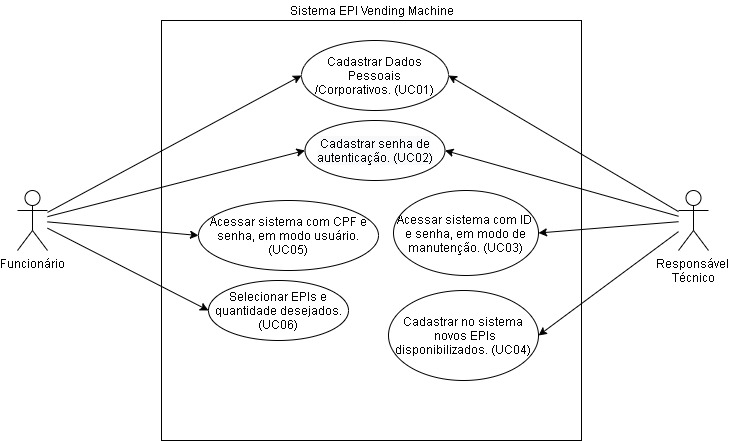 Sistema EPI Vending Machine
Cadastrar Dados
Pessoais
/Corporativos. (UC01)
Cadastrar senha de
autenticação. (UC02)
Acessar sistema com CPF e
senha, em modo usuário.
(UC05)
Acessar sistema com ID
e senha, em modo de
manutenção. (UC03)
Funcionário
Responsável
Técnico
Selecionar EPIs e
quantidade desejados.
(UC06)
Cadastrar no sistema
novos EPIs
disponibilizados. (UC04)